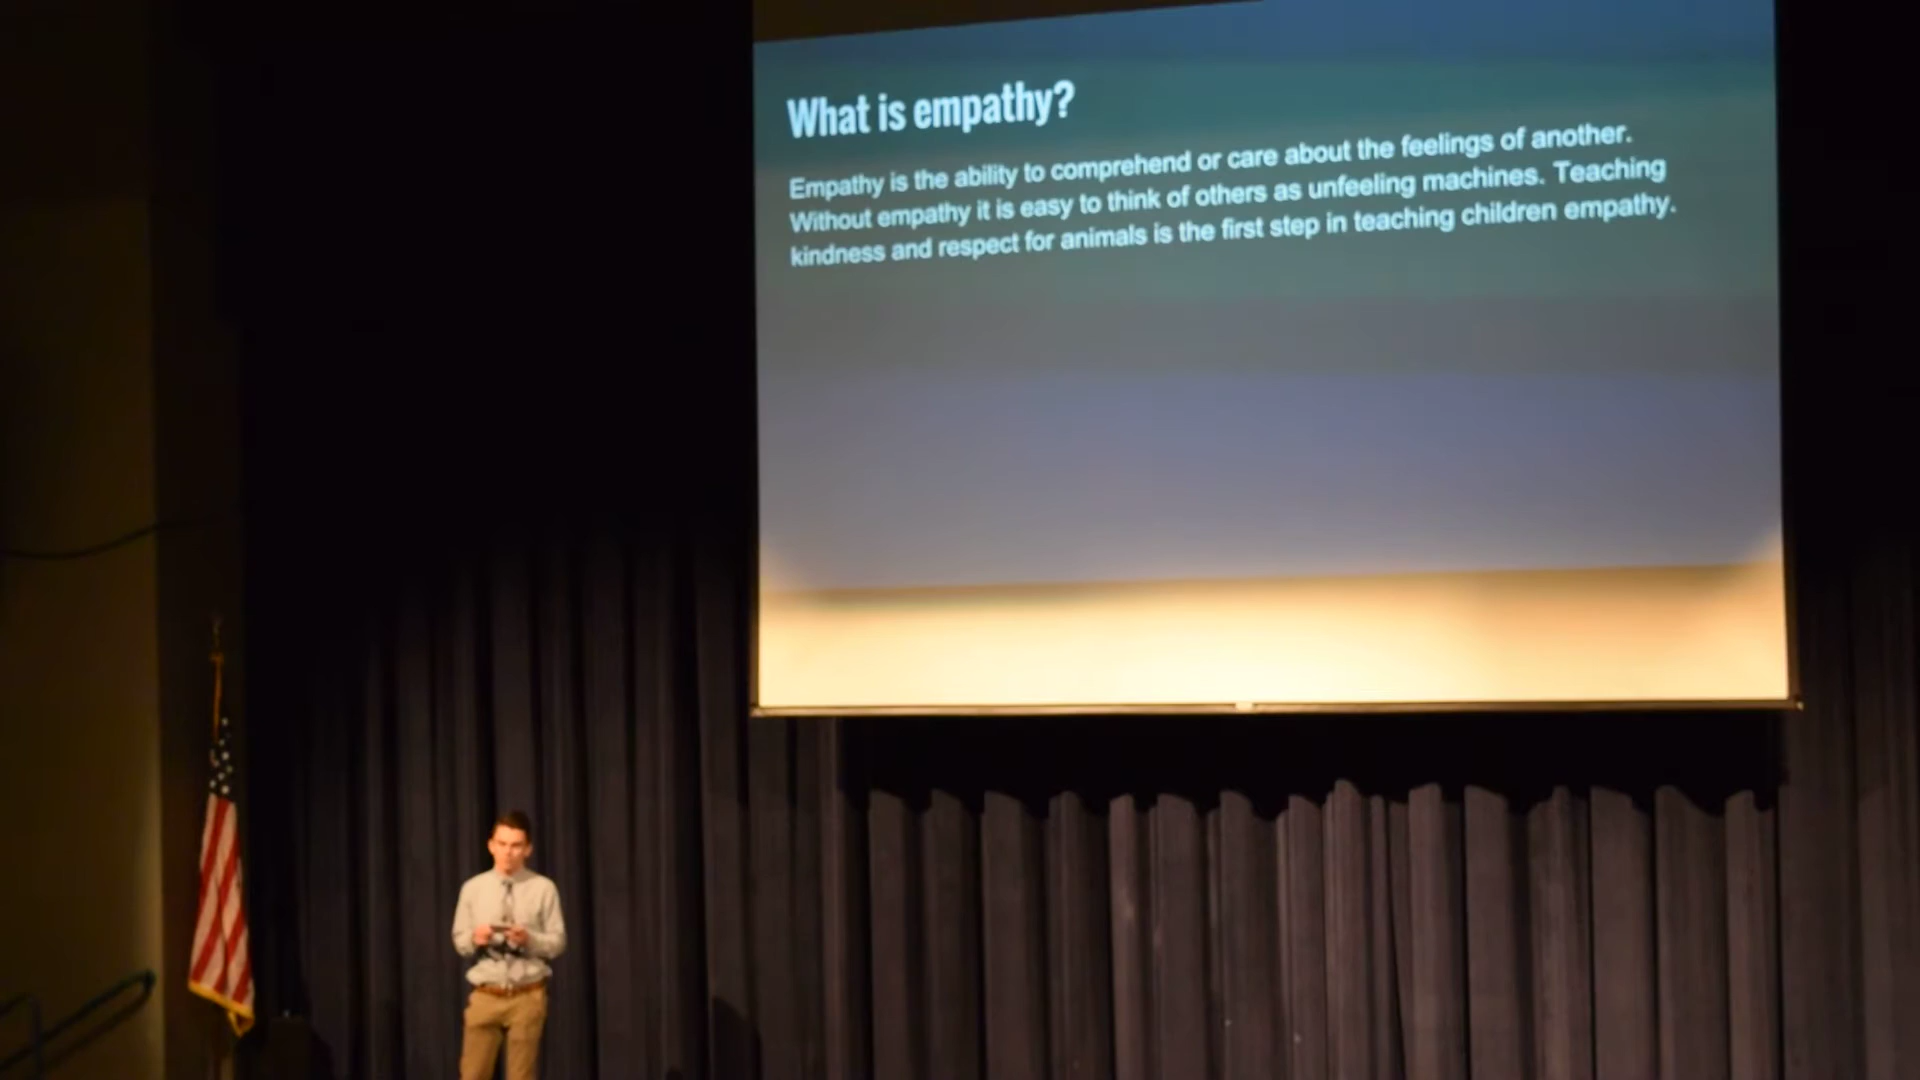 What is empathy?
Empathy is the ability to comprehend or care about the feelings of another.
Without empathy it is easy to think of others as unfeeling machines. Teaching
kindness and respect for animals is the first step in teaching children empathy.